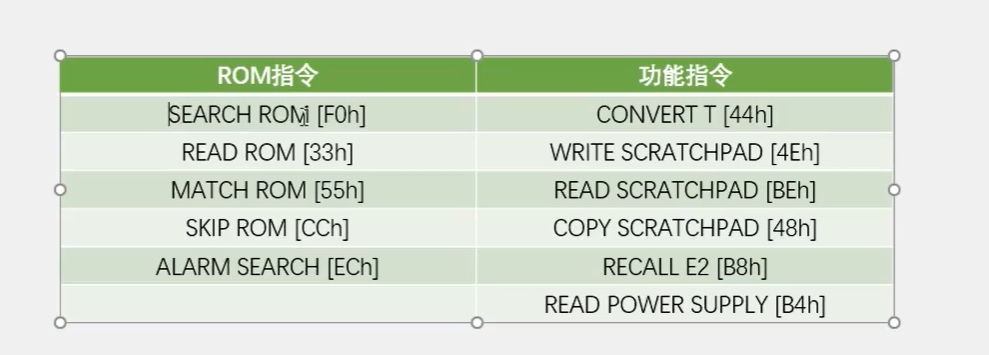 ROM指令 功能指令
SEARCH ROM [F0h] CONVERT T [44h]
READ ROM [33h] WRITE SCRATCHPAD [4Eh]
MATCH ROM [55h] READ SCRATCHPAD [BEh]
SKIP ROM [CCh] COPY SCRATCHPAD [48h]
ALARM SEARCH [ECh] RECALL E2 [B8h]
READ POWER SUPPLY [B4h]